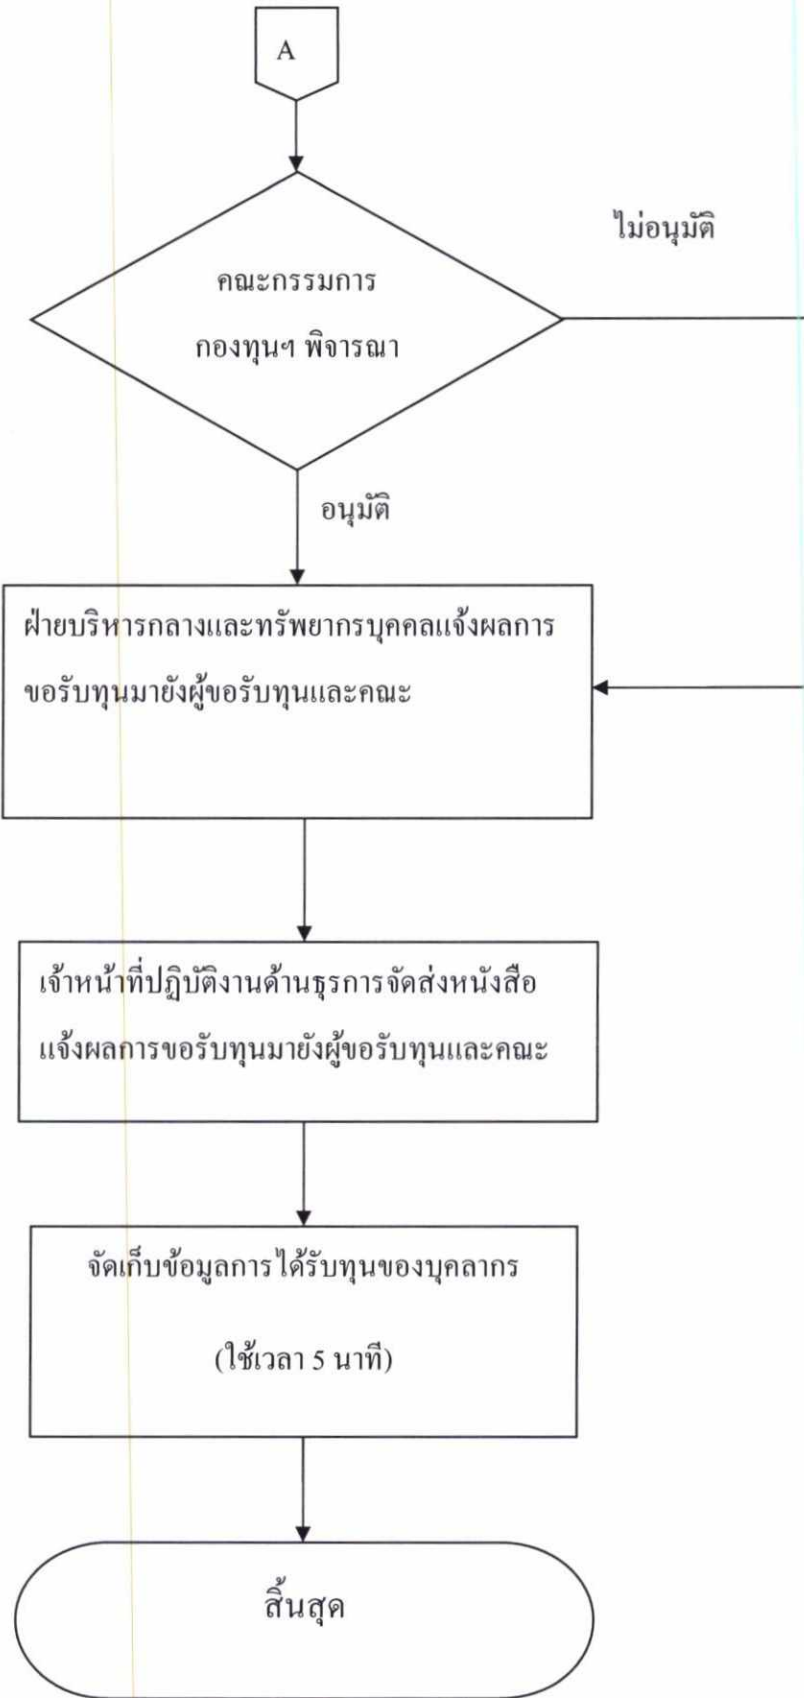 A
ไม่อนุมัติ
คณะกรรมการ
กองทุนฯ พิจารณา
อนุมัติ
ฝ่ายบริหารกลางและทรัพยากรบุคคลแจ้งผลการ
ขอรับทุนมายังผู้ขอรับทุนและคณะ
เจ้าหน้าที่ปฏิบัติงานด้านธุรการจัดส่งหนังสือ
แจ้งผลการขอรับทุนมายังผู้ขอรับทุนและคณะ
จัดเก็บข้อมูลการได้รับทุนของบุคลากร
(ใช้เวลา 5 นาที)
สิ้นสุด